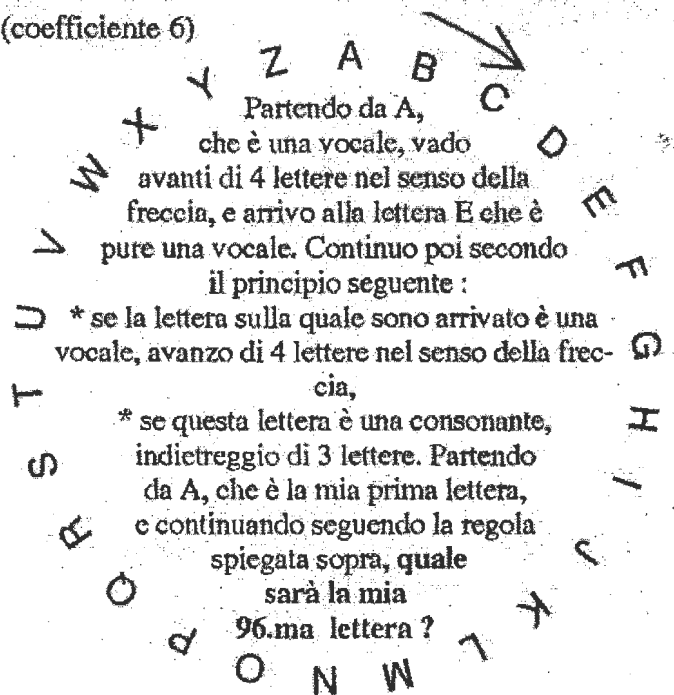 (coefficiente 6)
A B C D E F G H I J K L M N O P Q R S T U V W X Y Z
Partendo da A,
che è una vocale, vado
avanti di 4 lettere nel senso della
freccia, e arrivo alla lettera E che è
pure una vocale. Continuo poi secondo
il principio seguente :
* se la lettera sulla quale sono arrivato è una
vocale, avanzo di 4 lettere nel senso della frec-
cia,
* se questa lettera è una consonante,
indietreggio di 3 lettere. Partendo
da A, che è la mia prima lettera,
e continuando seguendo la regola
spiegata sopra, quale
sarà la mia
96.ma lettera ?